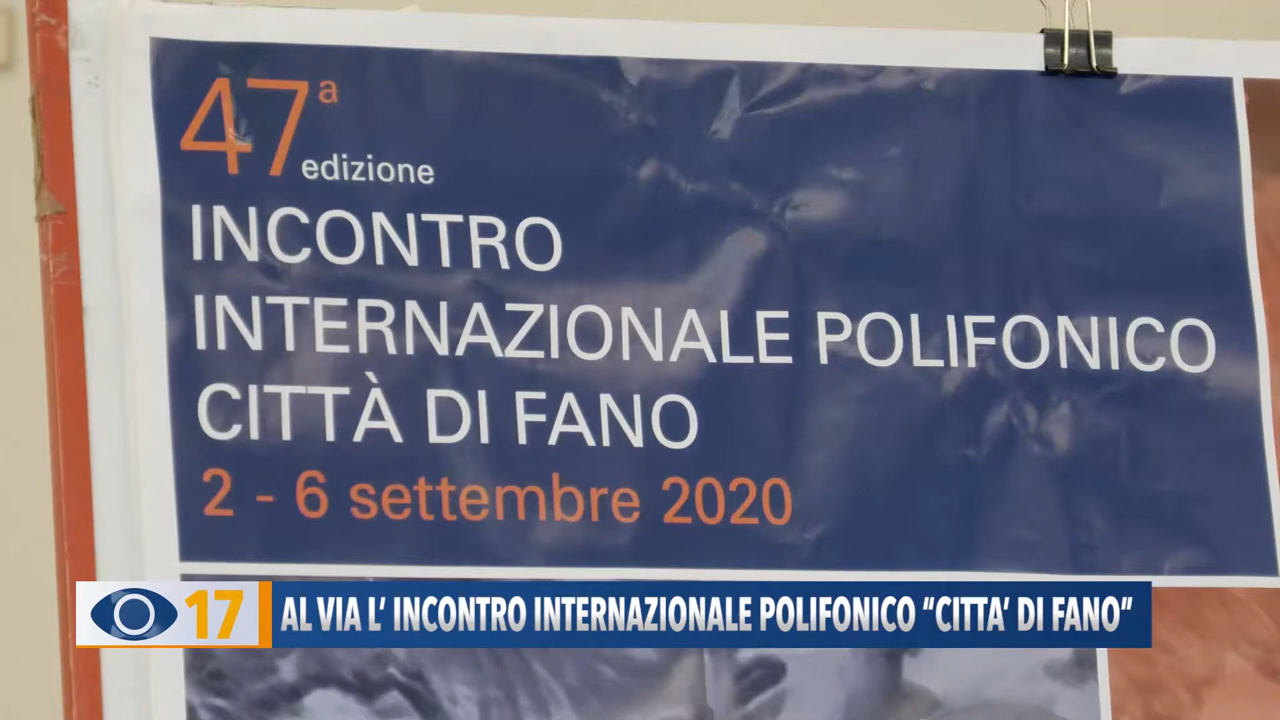 47ª
edizione
INCONTRO
INTERNAZIONALE POLIFONICO
CITTÀ DI FANO
2 - 6 settembre 2020
17
AL VIA L' INCONTRO INTERNAZIONALE POLIFONICO "CITTA' DI FANO"